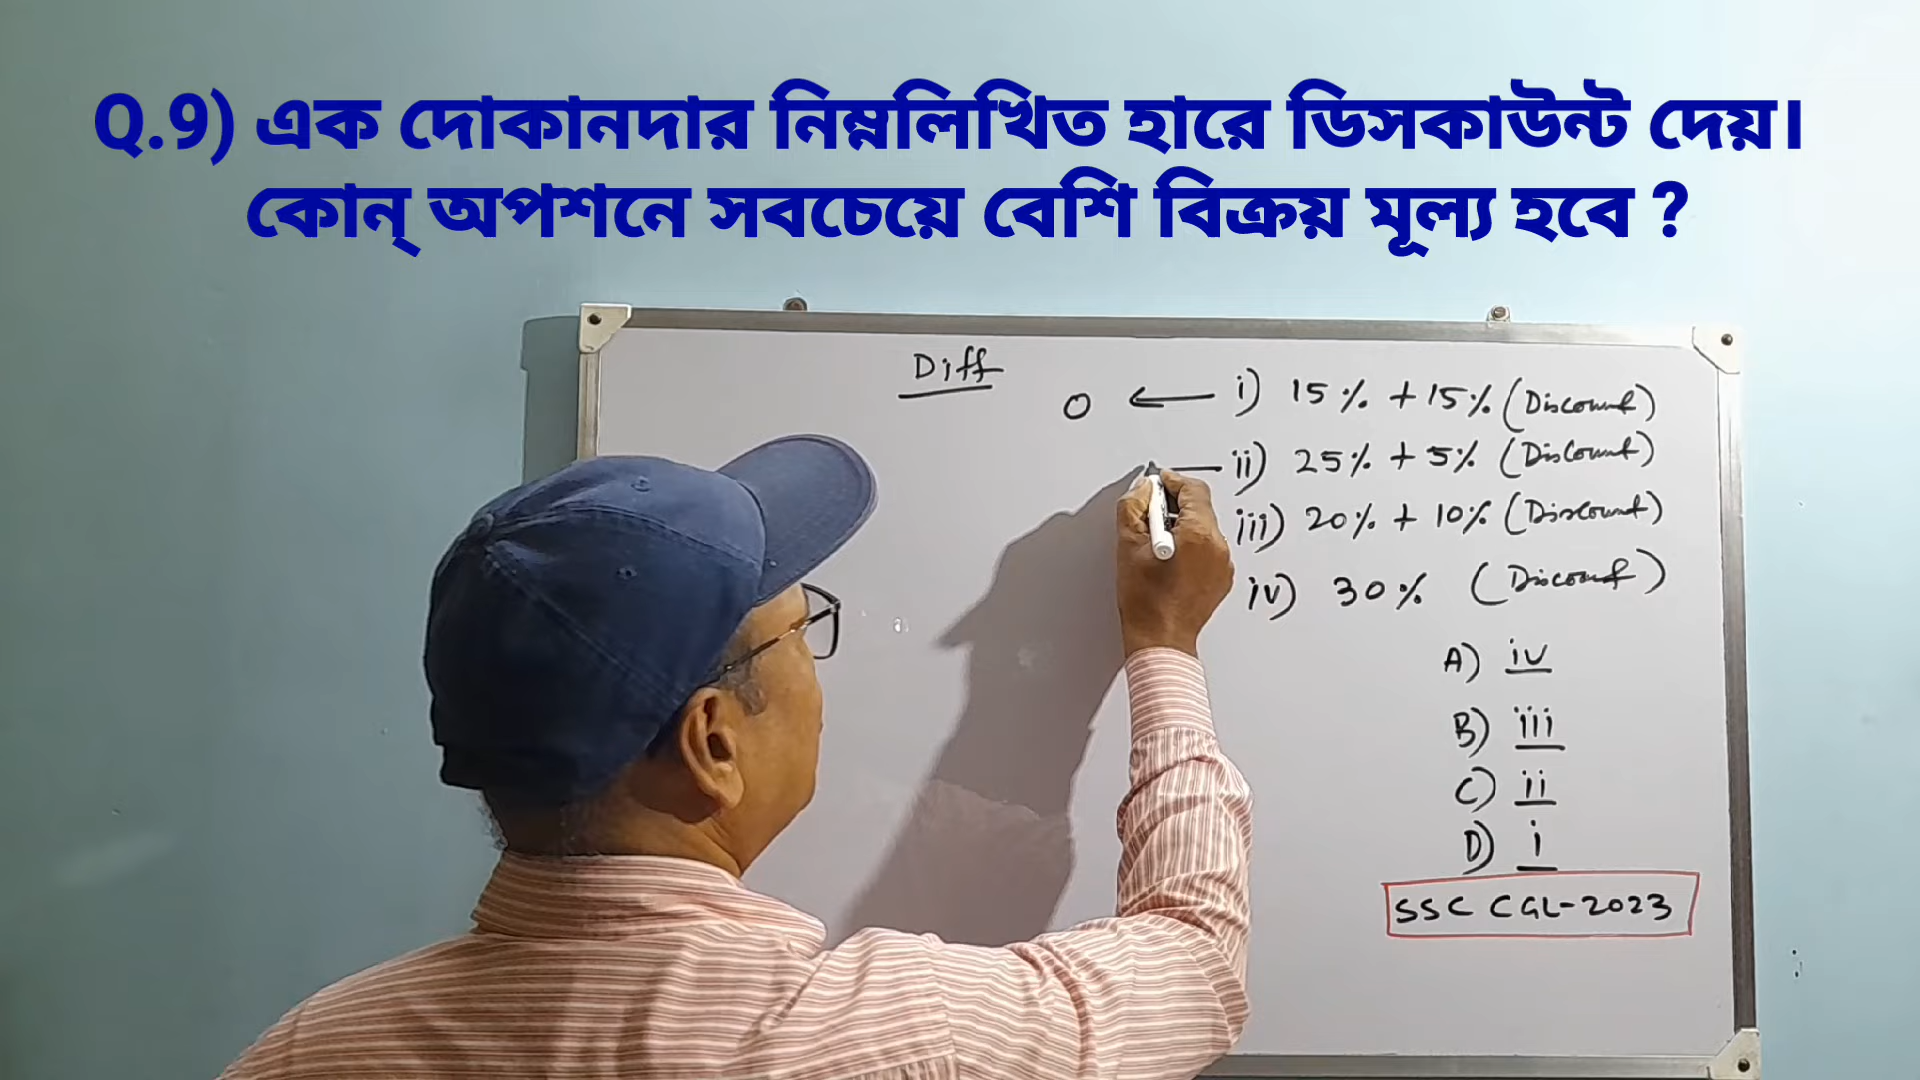 Q.9) এক দোকানদার নিম্নলিখিত হারে ডিসকাউন্ট দেয়।
কোন্ অপশনে সবচেয়ে বেশি বিক্রয় মূল্য হবে ?
Diff
0 ← i) 15% + 15% (Discount)
ii) 25% + 5% (Discount)
iii) 20% + 10% (Discount)
iv) 30% (Discount)
A) iv
B) iii
C) ii
D) i
SSC CGL-2023